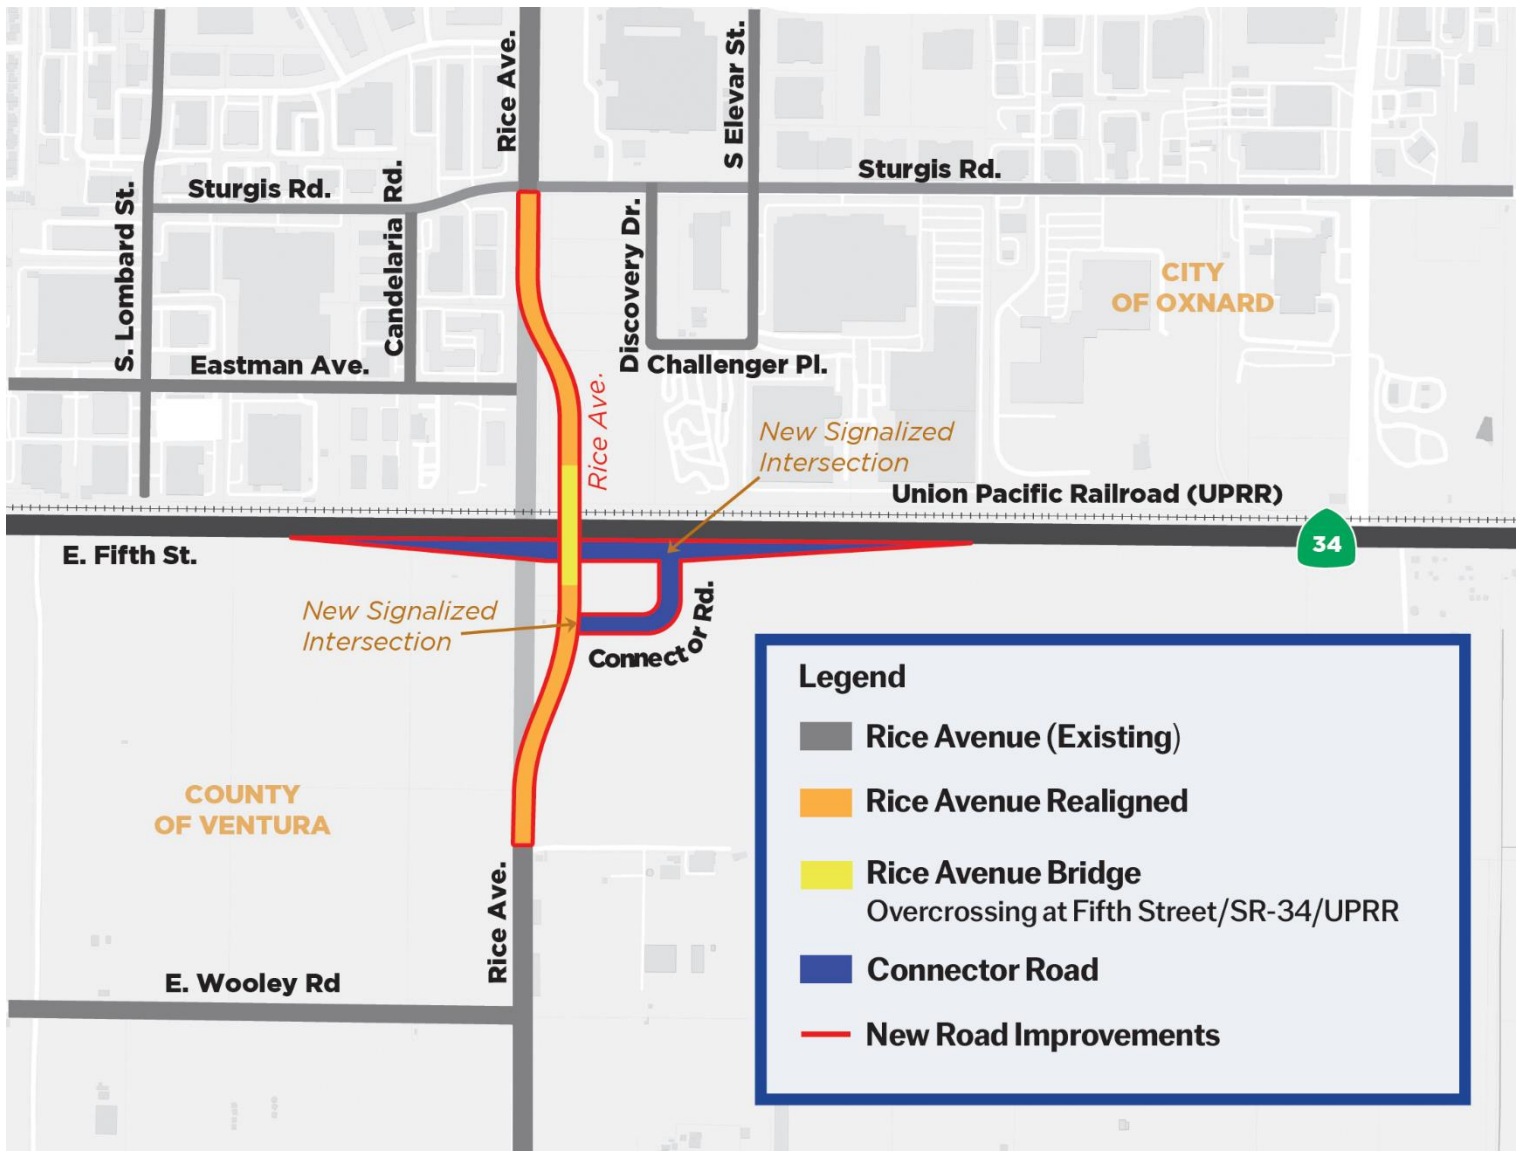 Rice Ave.
S Elevar St.
Sturgis Rd.
Sturgis Rd.
S. Lombard St.
Candelaria Rd.
Discovery Dr.
CITY
OF OXNARD
Eastman Ave.
Challenger Pl.
Rice Ave.
New Signalized
Intersection
Union Pacific Railroad (UPRR)
34
E. Fifth St.
New Signalized
Intersection
Connector Rd.
COUNTY
OF VENTURA
Rice Ave.
E. Wooley Rd
Legend
Rice Avenue (Existing)
Rice Avenue Realigned
Rice Avenue Bridge
Overcrossing at Fifth Street/SR-34/UPRR
Connector Road
New Road Improvements